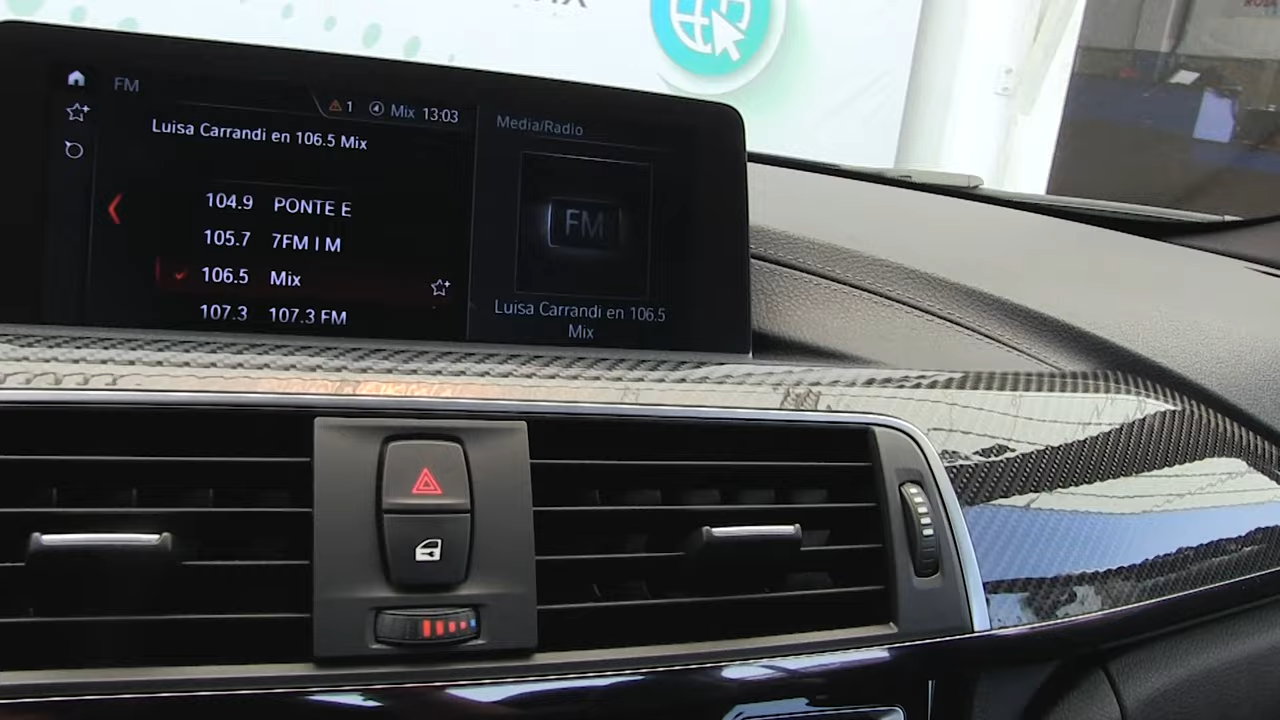 FM
1 Mix 13:03
Luisa Carrandi en 106.5 Mix
104.9 PONTE E
105.7 7FM I M
106.5 Mix
107.3 107.3 FM
Media/Radio
FM
Luisa Carrandi en 106.5
Mix